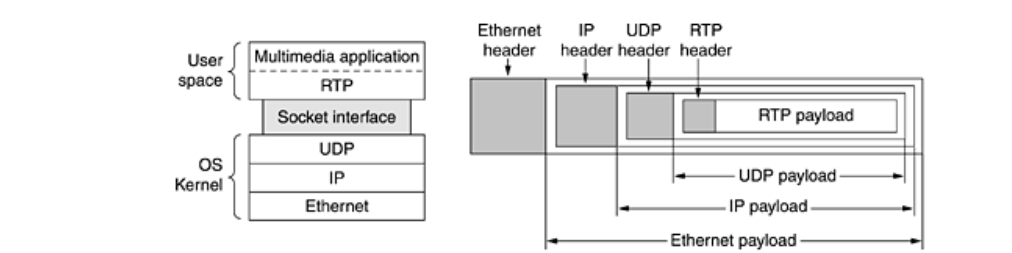 User
space
Multimedia application
RTP
Socket interface
OS
Kernel
UDP
IP
Ethernet
Ethernet
header
IP
header
UDP
header
RTP
header
RTP payload
UDP payload
IP payload
Ethernet payload